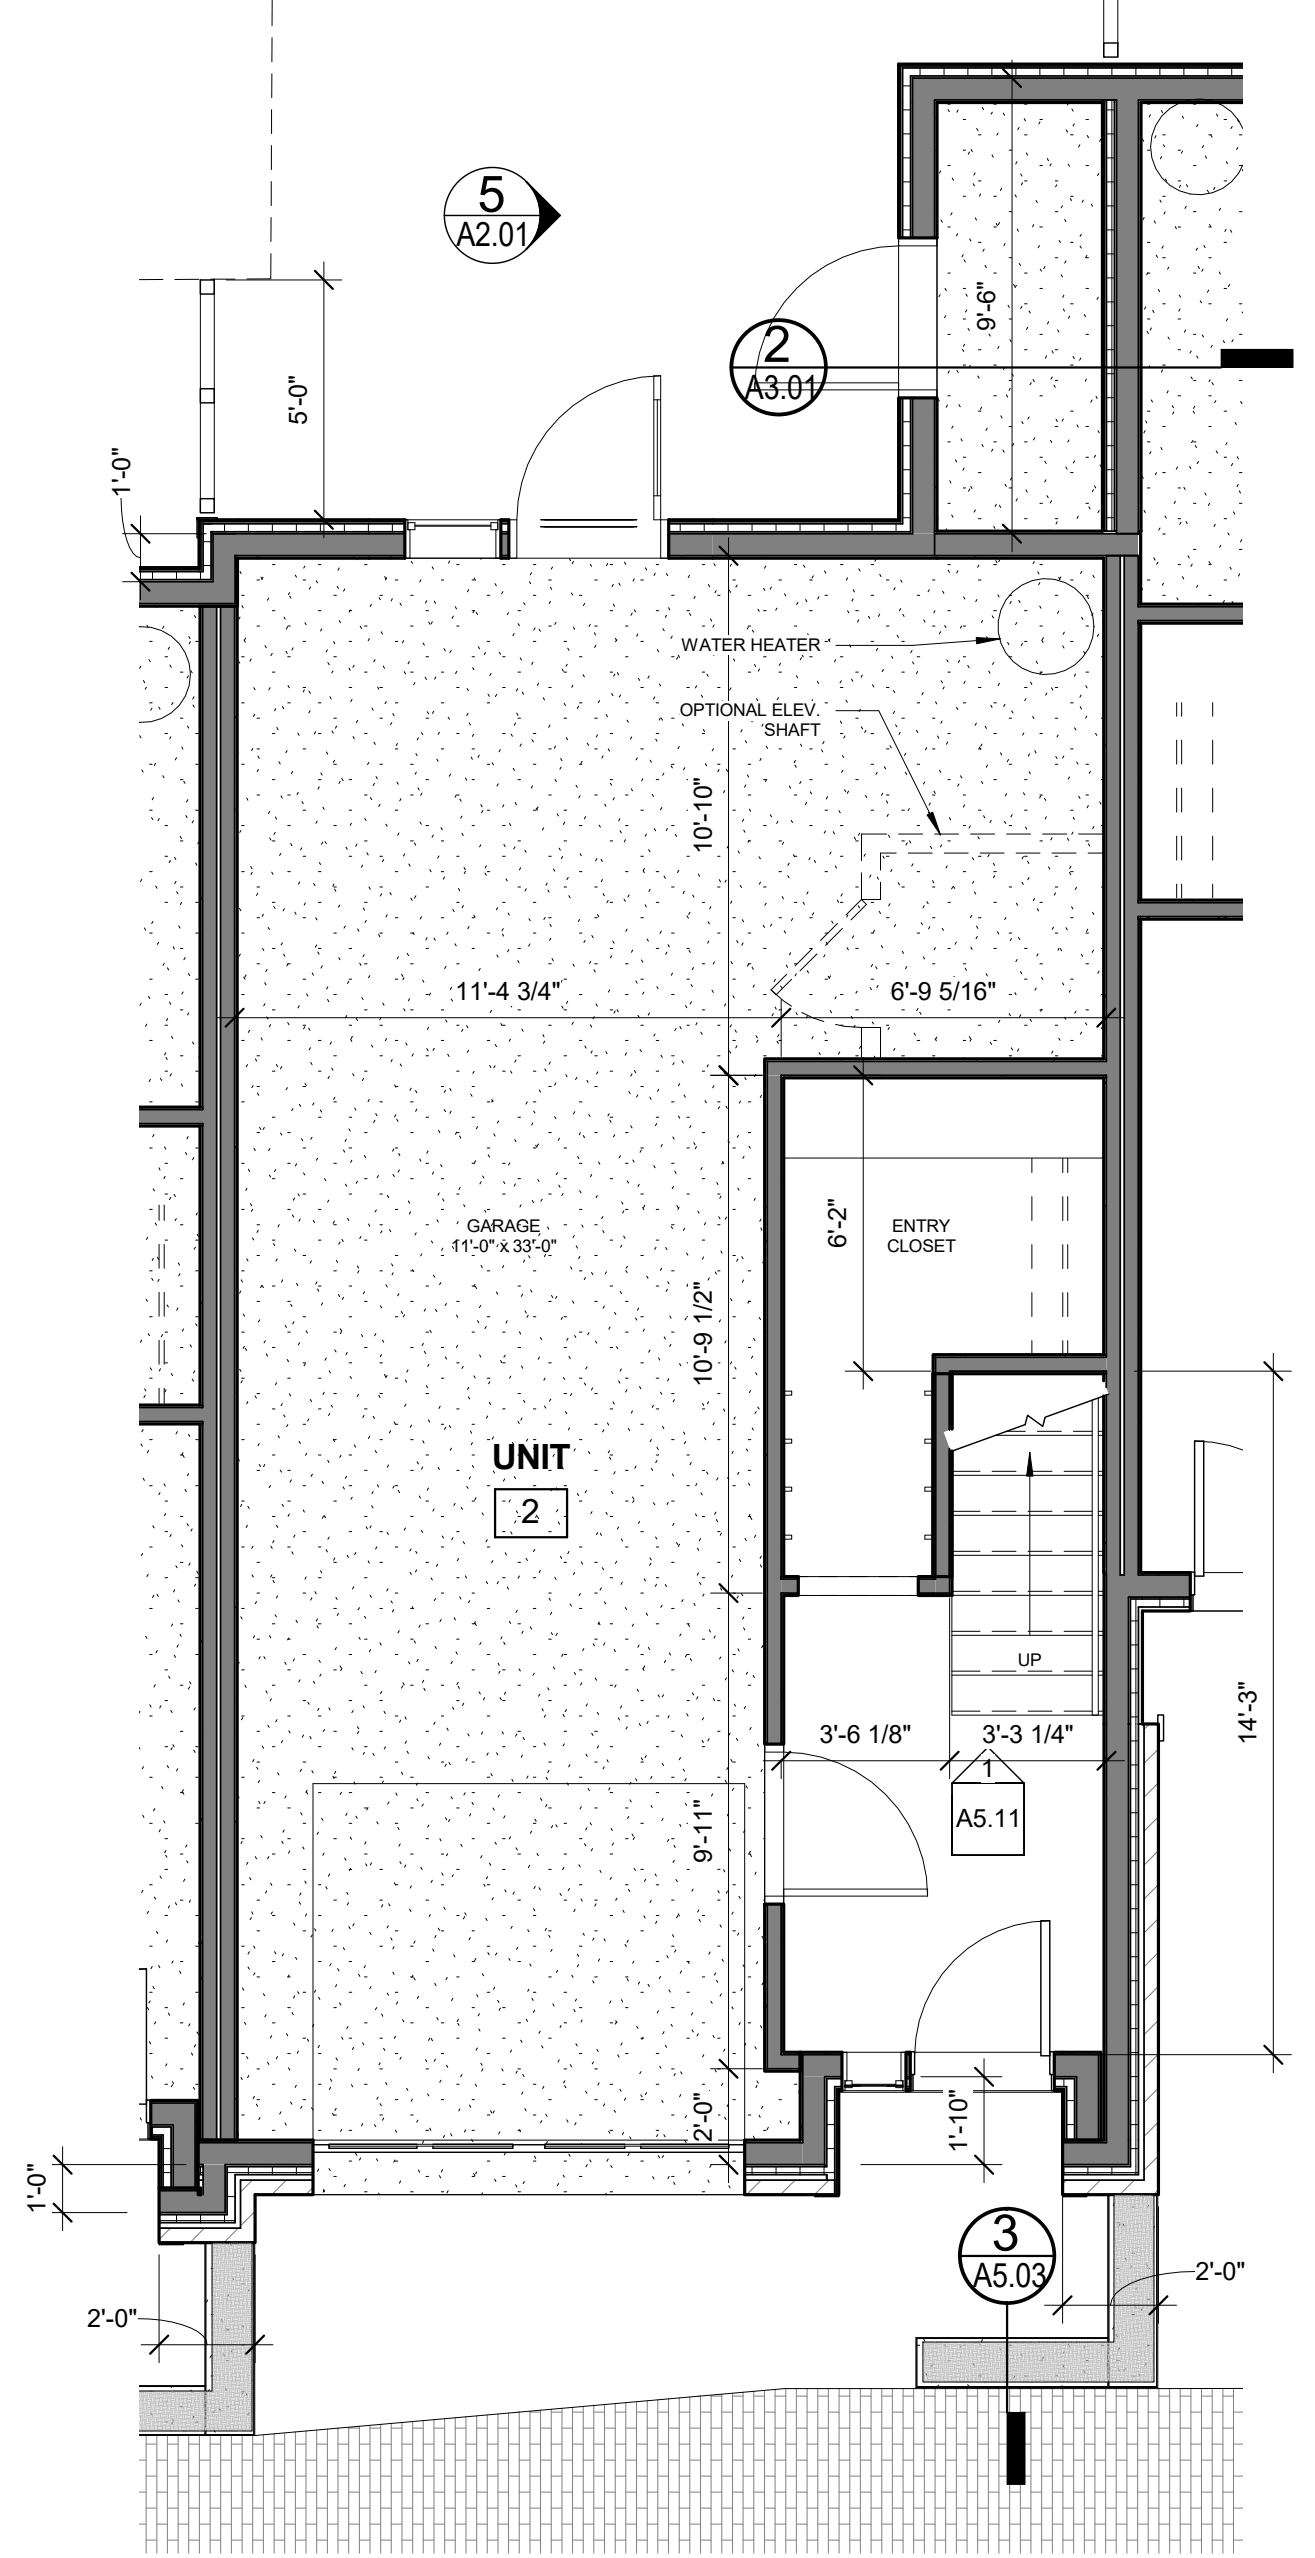 5
A2.01
9'-6"
2
A3.01
5'-0"
1'-0"
WATER HEATER
OPTIONAL ELEV.
SHAFT
10'-10"
11'-4 3/4"
6'-9 5/16"
6'-2"
ENTRY
CLOSET
GARAGE
11'-0" x 33'-0"
10'-9 1/2"
UNIT
2
UP
14'-3"
3'-6 1/8"
3'-3 1/4"
1
A5.11
9'-11"
2'-0"
1'-10"
1'-0"
3
A5.03
2'-0"
2'-0"